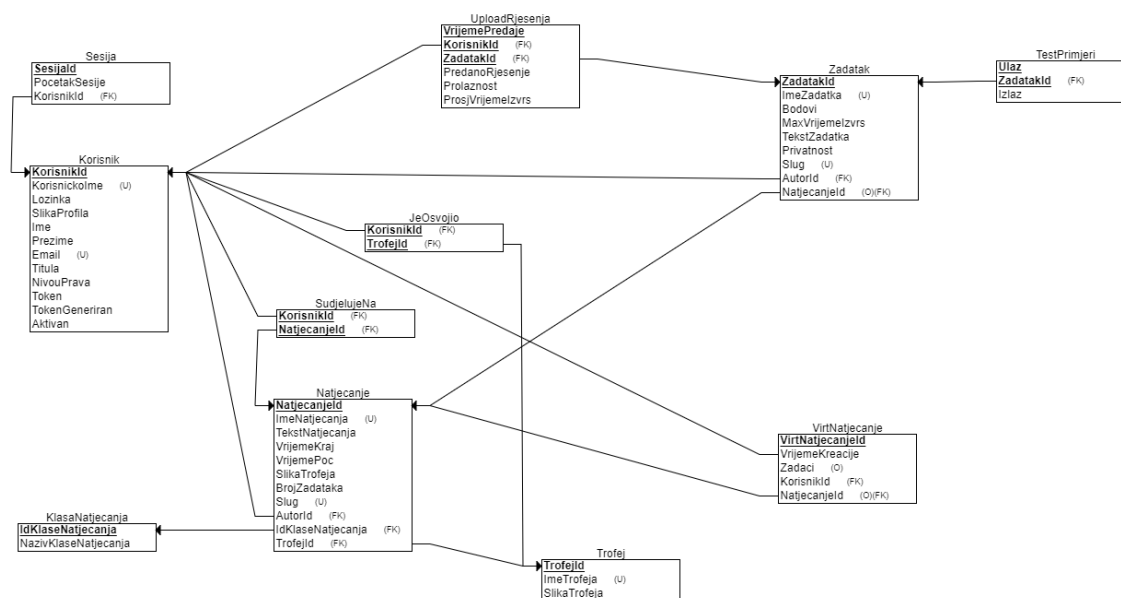 UploadRjesenja
VrijemePredaje
KorisnikId (FK)
ZadatakId (FK)
PredanoRjesenje
Prolaznost
ProsjVrijemeIzvrs
Sesija
SesijaId
PocetakSesije
KorisnikId (FK)
Zadatak
ZadatakId
ImeZadatka (U)
Bodovi
MaxVrijemeIzvrs
TekstZadatka
Privatnost
Slug (U)
AutorId (FK)
NatjecanjeId (O)(FK)
TestPrimjeri
Ulaz
ZadatakId (FK)
Izlaz
Korisnik
KorisnikId
KorisnickoIme (U)
Lozinka
SlikaProfila
Ime
Prezime
Email (U)
Titula
NivouPrava
Token
TokenGeneriran
Aktivan
JeOsvojio
KorisnikId (FK)
TrofejId (FK)
SudjelujeNa
KorisnikId (FK)
NatjecanjeId (FK)
Natjecanje
NatjecanjeId
ImeNatjecanja (U)
TekstNatjecanja
VrijemeKraj
VrijemePoc
SlikaTrofeja
BrojZadataka
Slug (U)
AutorId (FK)
IdKlaseNatjecanja (FK)
TrofejId (FK)
VirtNatjecanje
VirtNatjecanjeId
VrijemeKreacije
Zadaci (O)
KorisnikId (FK)
NatjecanjeId (O)(FK)
KlasaNatjecanja
IdKlaseNatjecanja
NazivKlaseNatjecanja
Trofej
TrofejId
ImeTrofeja (U)
SlikaTrofeja